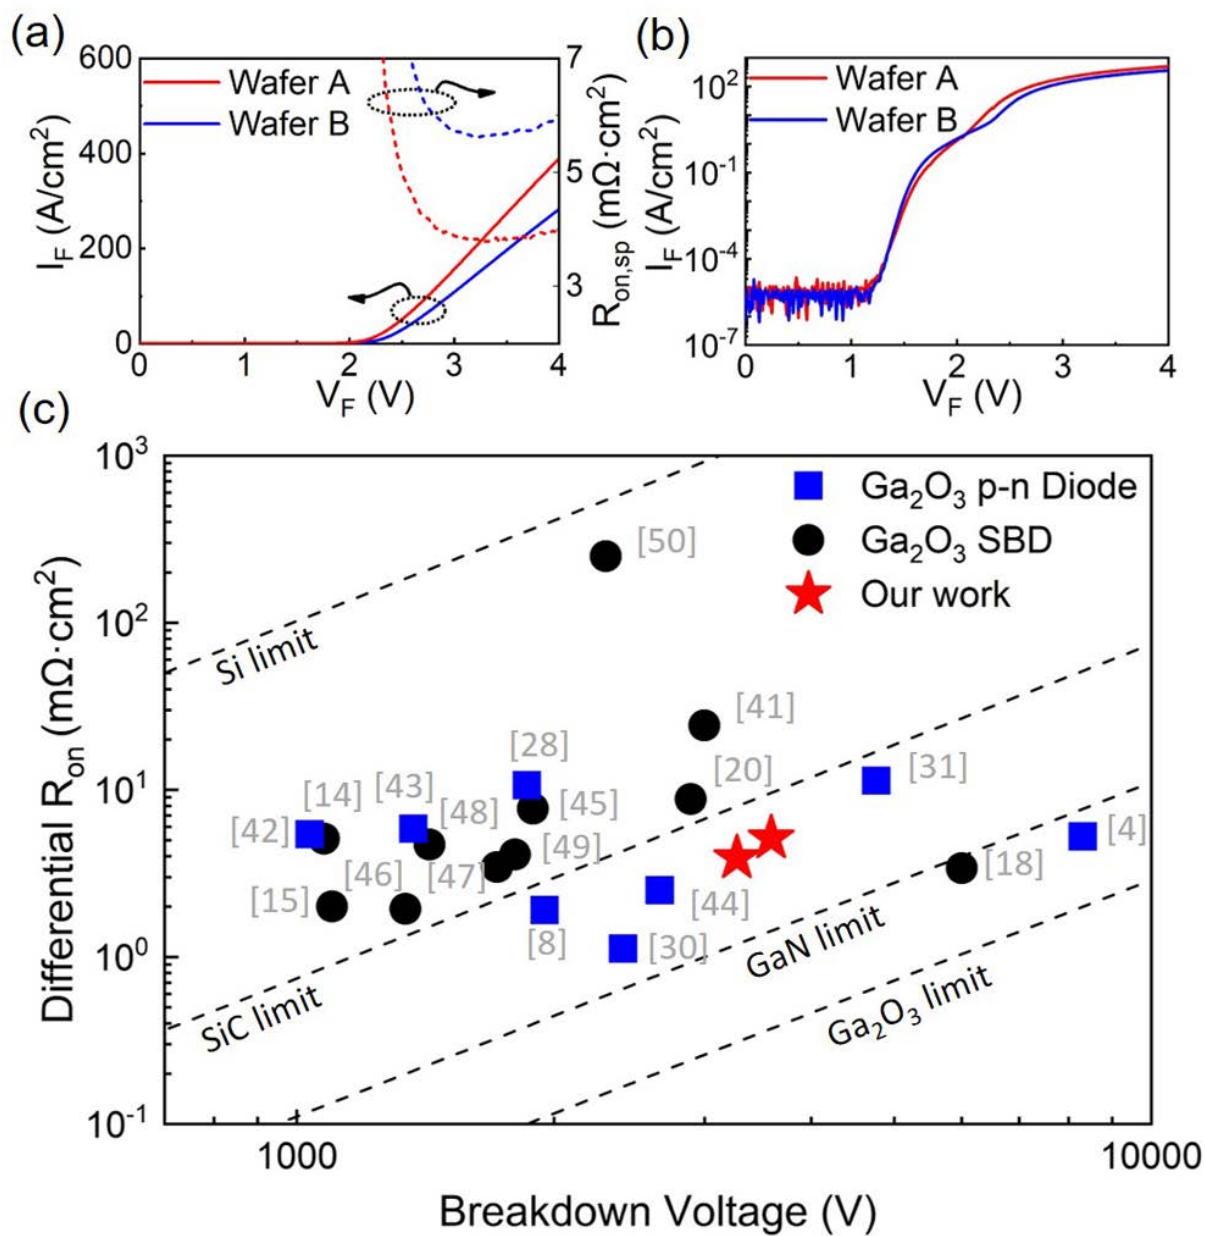 (a)
600
400
200
0
I_F (A/cm²)
Wafer A
Wafer B
7
5
3
R_on,sp (mΩ·cm²)
0
1
2
3
4
V_F (V)
(b)
10²
10⁻¹
10⁻⁴
10⁻⁷
I_F (A/cm²)
Wafer A
Wafer B
0
1
2
3
4
V_F (V)
(c)
10³
10²
10¹
10⁰
10⁻¹
Differential R_on (mΩ·cm²)
Ga₂O₃ p-n Diode
Ga₂O₃ SBD
Our work
[50]
Si limit
[41]
[28]
[20]
[31]
[14]
[43]
[48]
[45]
[42]
[49]
[4]
[46]
[47]
[18]
[15]
[44]
[8]
[30]
GaN limit
SiC limit
Ga₂O₃ limit
1000
10000
Breakdown Voltage (V)